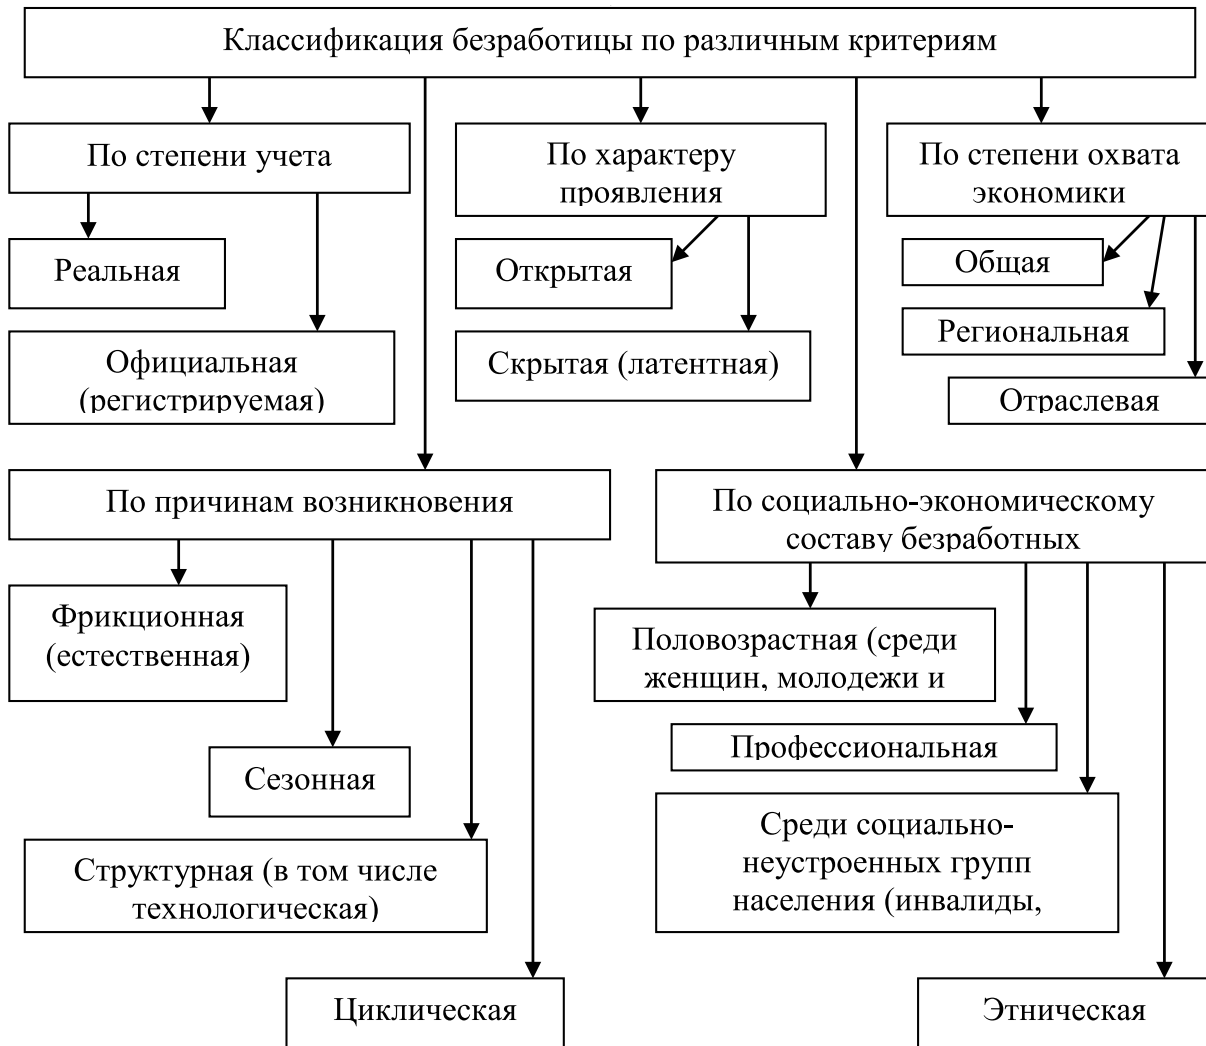 Классификация безработицы по различным критериям
По степени учета
Реальная
Официальная
(регистрируемая)
По характеру
проявления
Открытая
Скрытая (латентная)
По степени охвата
экономики
Общая
Региональная
Отраслевая
По причинам возникновения
Фрикционная
(естественная)
Сезонная
Структурная (в том числе
технологическая)
Циклическая
По социально-экономическому
составу безработных
Половозрастная (среди
женщин, молодежи и
Профессиональная
Среди социально-
неустроенных групп
населения (инвалиды,
Этническая